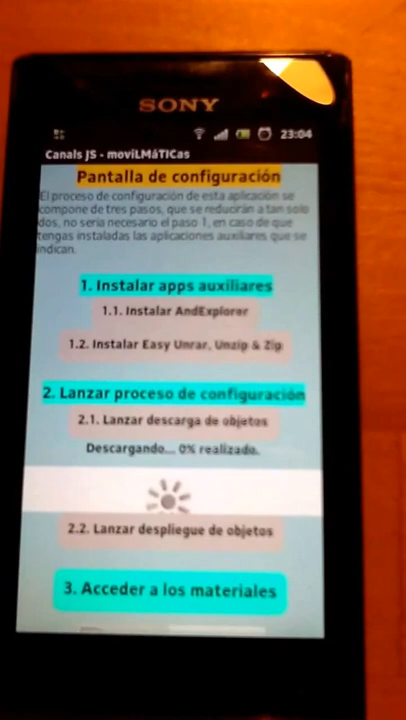 SONY
23:04
Canals JS - moviLMáTICas
Pantalla de configuración
El proceso de configuración de esta aplicación se
compone de tres pasos, que se reducirán a tan solo
dos, no sería necesario el paso 1, en caso de que
tengas instaladas las aplicaciones auxiliares que se
indican.
1. Instalar apps auxiliares
1.1. Instalar AndExplorer
1.2. Instalar Easy Unrar, Unzip & Zip
2. Lanzar proceso de configuración
2.1. Lanzar descarga de objetos
Descargando... 0% realizado.
2.2. Lanzar despliegue de objetos
3. Acceder a los materiales